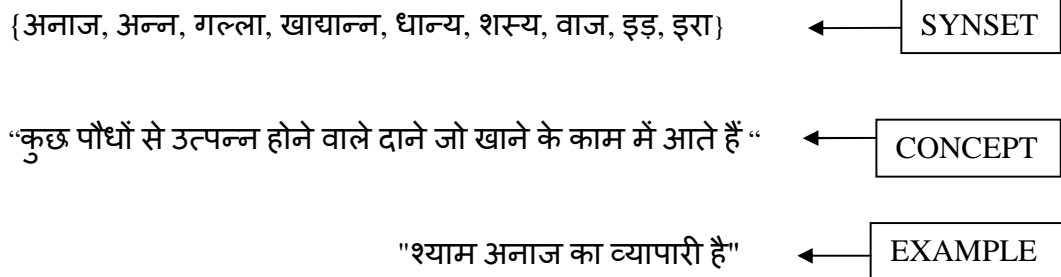 {अनाज, अन्न, गल्ला, खाद्यान्न, धान्य, शस्य, वाज, इड़, इरा} SYNSET
“कुछ पौधों से उत्पन्न होने वाले दाने जो खाने के काम में आते हैं “ CONCEPT
"श्याम अनाज का व्यापारी है" EXAMPLE